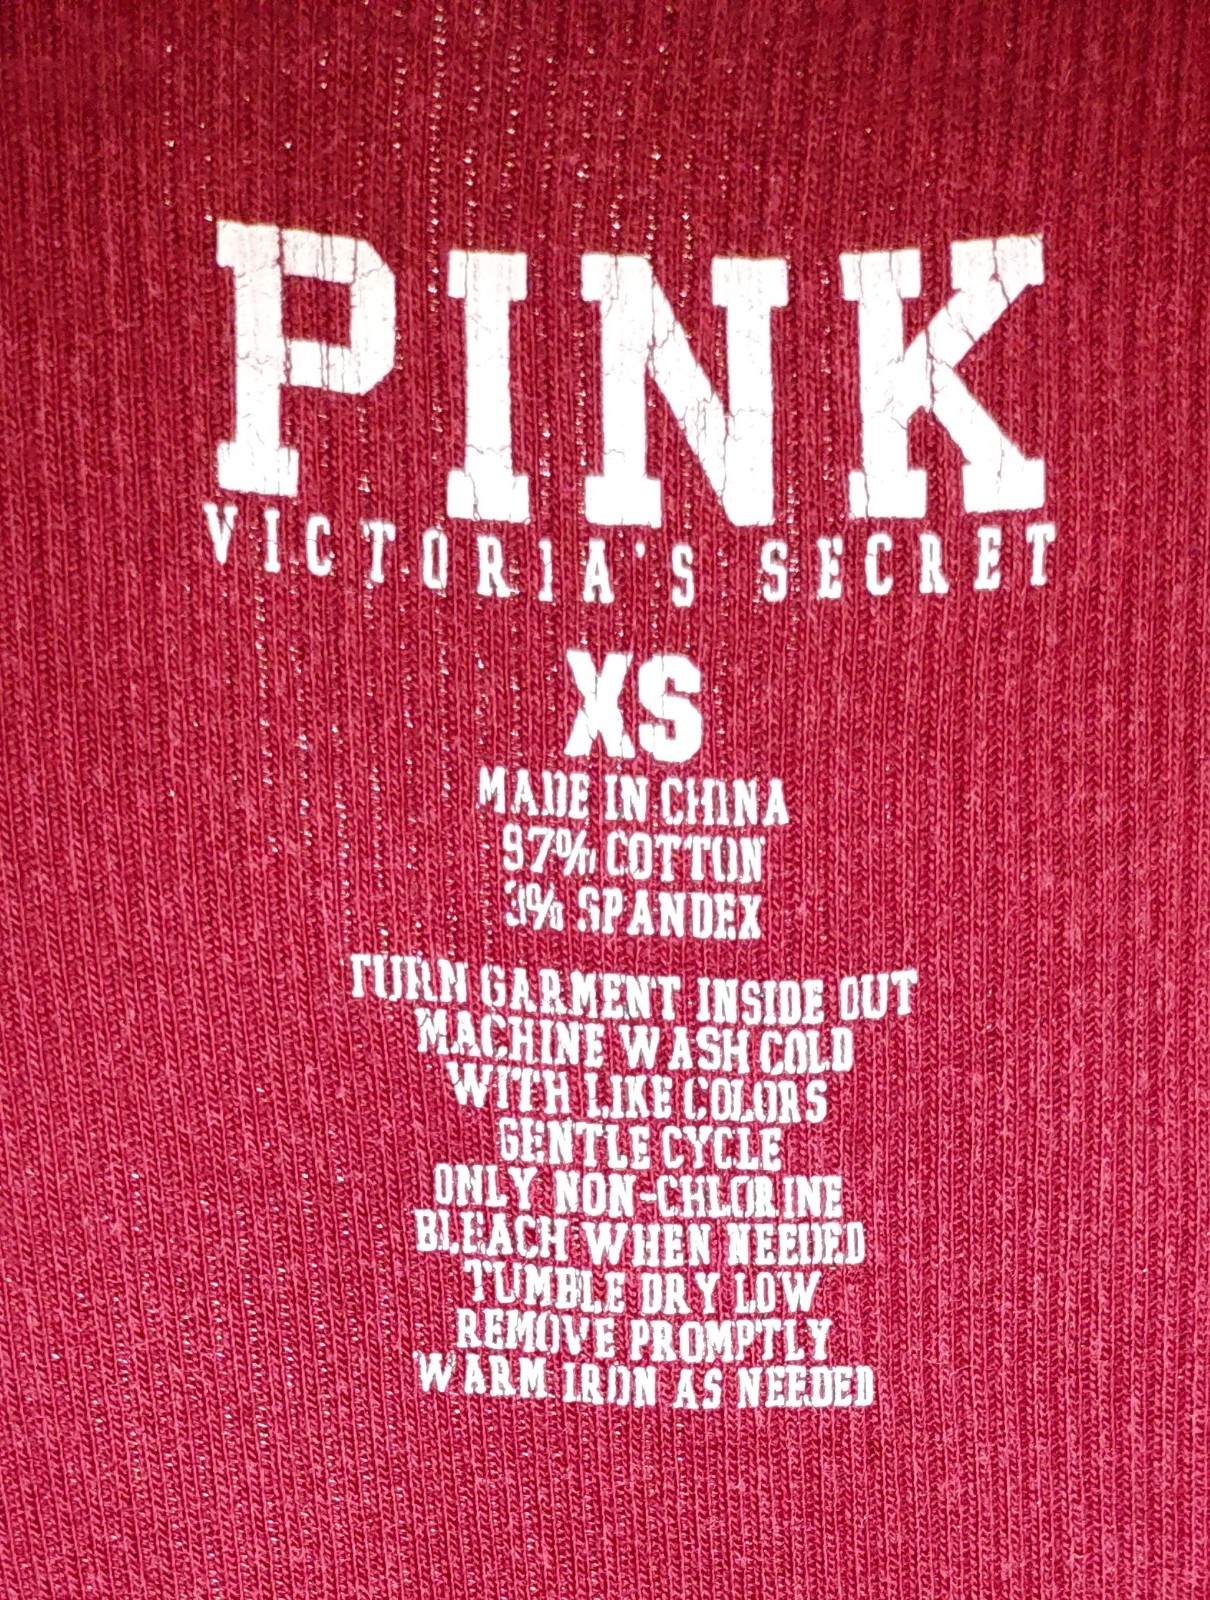 PINK
VICTORIA'S SECRET
XS
MADE IN CHINA
97% COTTON
3% SPANDEX
TURN GARMENT INSIDE OUT
MACHINE WASH COLD
WITH LIKE COLORS
GENTLE CYCLE
ONLY NON-CHLORINE
BLEACH WHEN NEEDED
TUMBLE DRY LOW
REMOVE PROMPTLY
WARM IRON AS NEEDED